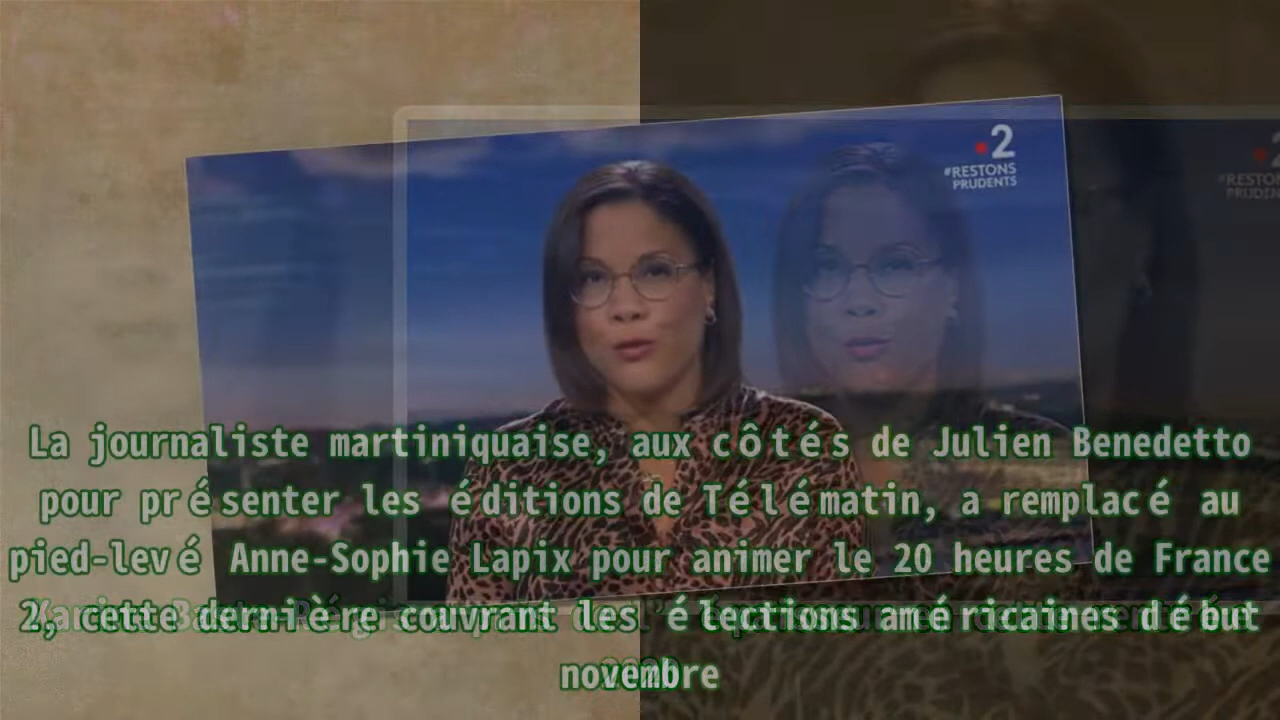 2
#RESTONS
PRUDENTS
La journaliste martiniquaise, aux côtés de Julien Benedetto
pour présenter les éditions de Télématin, a remplacé au
pied-levé Anne-Sophie Lapix pour animer le 20 heures de France
2, cette dernière couvrant les élections américaines début
novembre